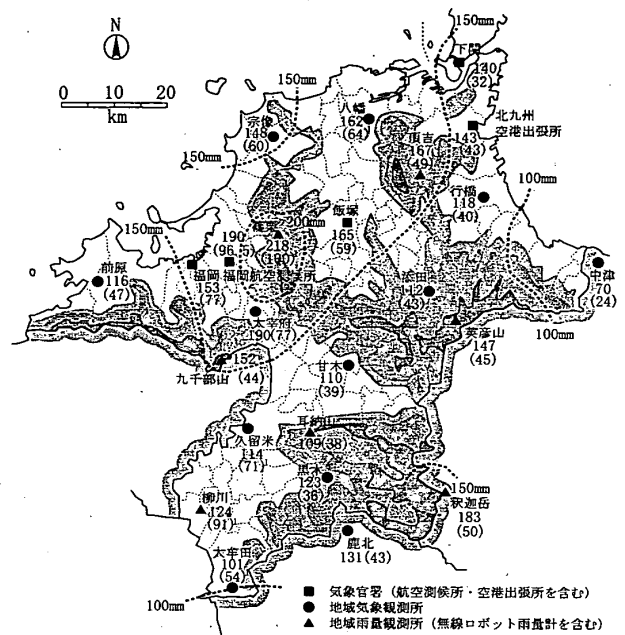 N
0 10 20
km
150mm
下関
140
(32)
150mm
八幡
162
(64)
宗像
148
(60)
北九州
空港出張所
143
(43)
頂吉
167
(49)
150mm
行橋
118
(40)
100mm
200mm
飯塚
165
(59)
篠栗
218
(100)
190
(96.5)
福岡航空測候所
150mm
福岡
153
(77)
前原
116
(47)
添田
112
(43)
中津
70
(24)
太宰府
190(77)
英彦山
147
(45)
100mm
152
(44)
九千部山
甘木
110
(39)
耳納山
109(38)
久留米
114
(71)
黒木
123
(36)
150mm
釈迦岳
183
(50)
柳川
124
(91)
鹿北
131(43)
大牟田
101
(54)
100mm
■ 気象官署(航空測候所・空港出張所を含む)
● 地域気象観測所
▲ 地域雨量観測所(無線ロボット雨量計を含む)